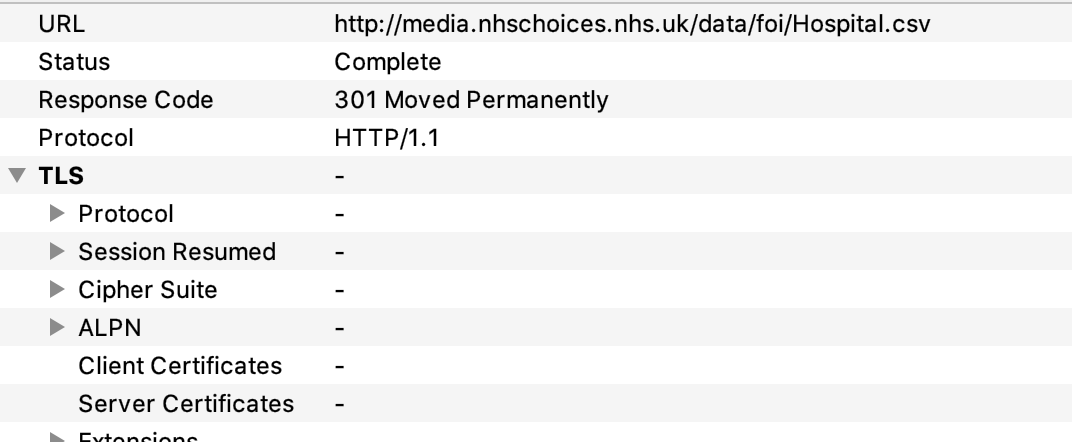 URL http://media.nhschoices.nhs.uk/data/foi/Hospital.csv
Status Complete
Response Code 301 Moved Permanently
Protocol HTTP/1.1
TLS -
Protocol -
Session Resumed -
Cipher Suite -
ALPN -
Client Certificates -
Server Certificates -
Extensions